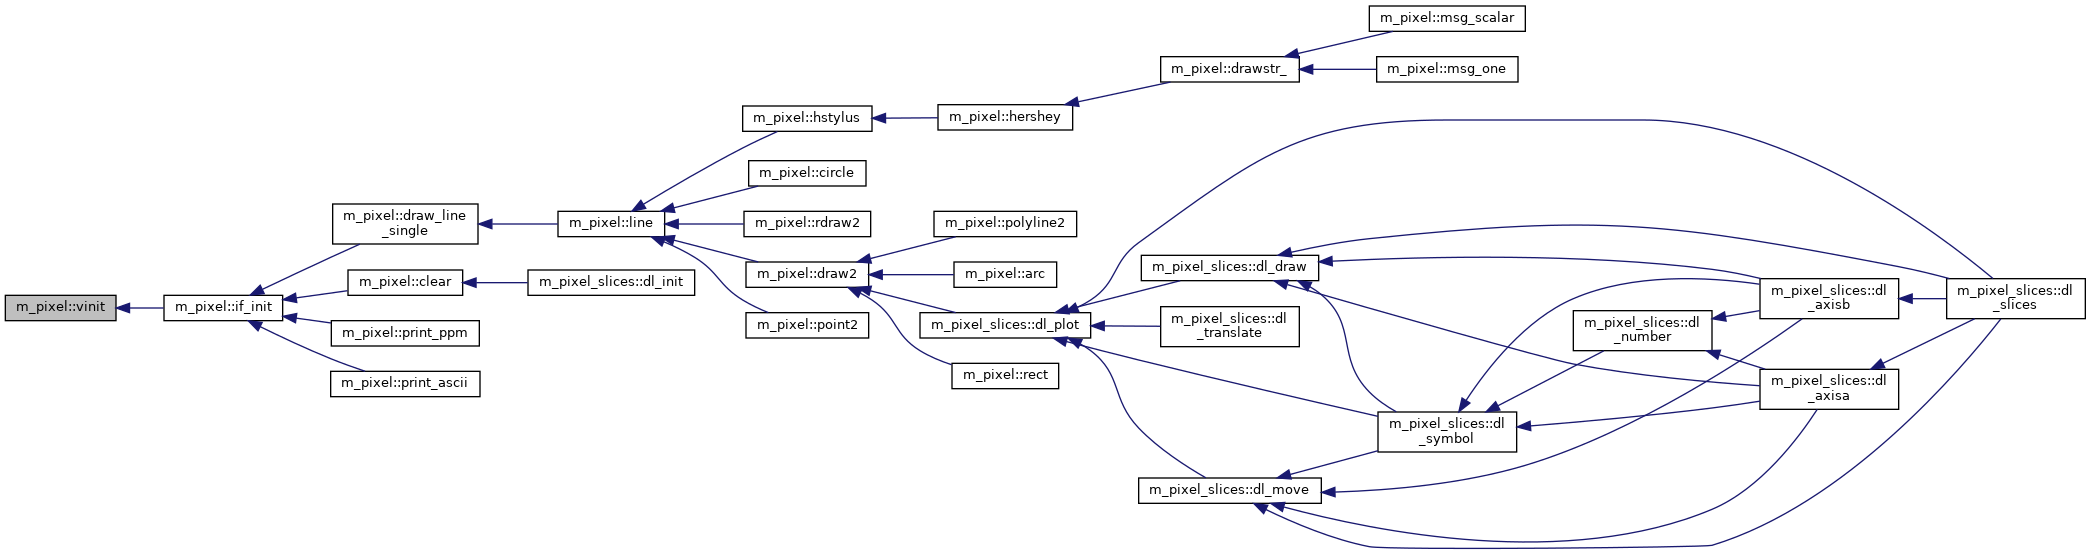 m_pixel::vinit
m_pixel::if_init
m_pixel::draw_line
_single
m_pixel::clear
m_pixel::print_ppm
m_pixel::print_ascii
m_pixel::line
m_pixel_slices::dl_init
m_pixel::hstylus
m_pixel::circle
m_pixel::rdraw2
m_pixel::draw2
m_pixel::point2
m_pixel::hershey
m_pixel::polyline2
m_pixel::arc
m_pixel_slices::dl_plot
m_pixel::rect
m_pixel::drawstr_
m_pixel::msg_scalar
m_pixel::msg_one
m_pixel_slices::dl_draw
m_pixel_slices::dl
_translate
m_pixel_slices::dl_move
m_pixel_slices::dl
_symbol
m_pixel_slices::dl
_number
m_pixel_slices::dl
_axisb
m_pixel_slices::dl
_axisa
m_pixel_slices::dl
_slices